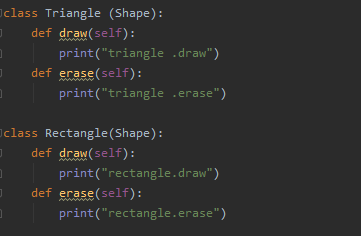 class Triangle (Shape):
    def draw(self):
        print("triangle .draw")
    def erase(self):
        print("triangle .erase")

class Rectangle(Shape):
    def draw(self):
        print("rectangle.draw")
    def erase(self):
        print("rectangle.erase")